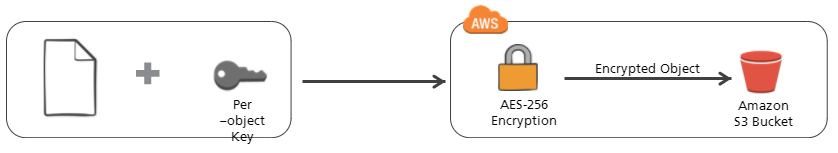 AWS
Per
–object
Key
AES-256
Encryption
Encrypted Object
Amazon
S3 Bucket